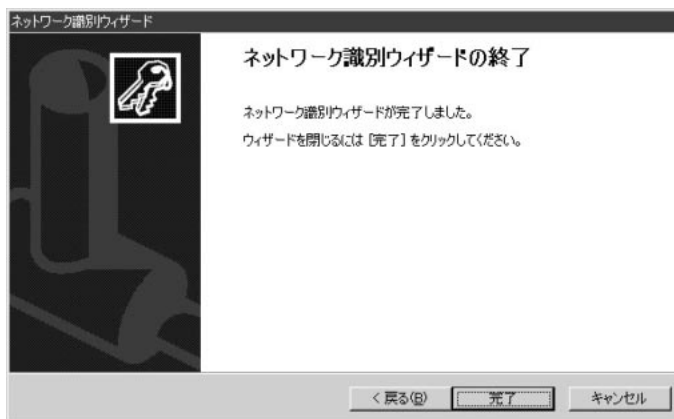 ネットワーク識別ウィザード
ネットワーク識別ウィザードの終了
ネットワーク識別ウィザードが完了しました。
ウィザードを閉じるには [完了] をクリックしてください。
< 戻る(B)
完了
キャンセル